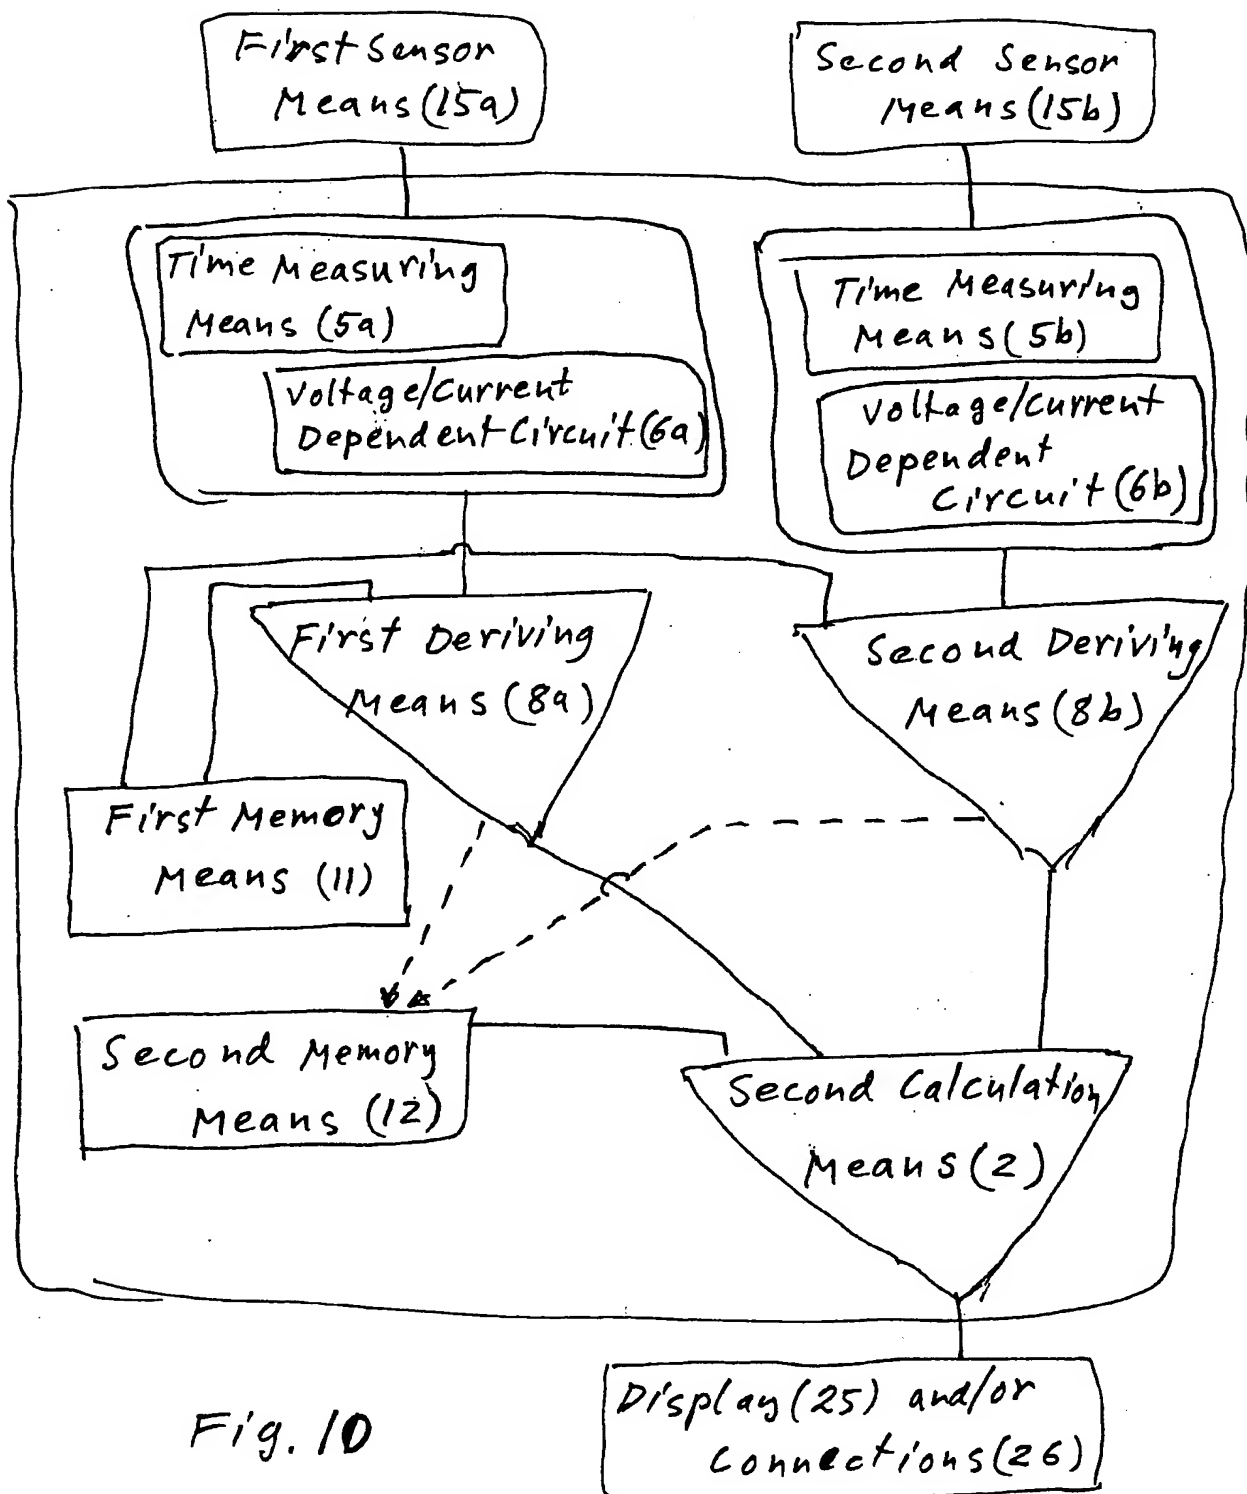 First Sensor
Means (15a)
Second Sensor
Means (15b)
Time Measuring
Means (5a)
Voltage/Current
Dependent Circuit (6a)
Time Measuring
Means (5b)
Voltage/Current
Dependent
Circuit (6b)
First Deriving
Means (8a)
Second Deriving
Means (8b)
First Memory
Means (11)
Second Memory
Means (12)
Second Calculation
Means (2)
Display (25) and/or
Connections (26)
Fig. 10